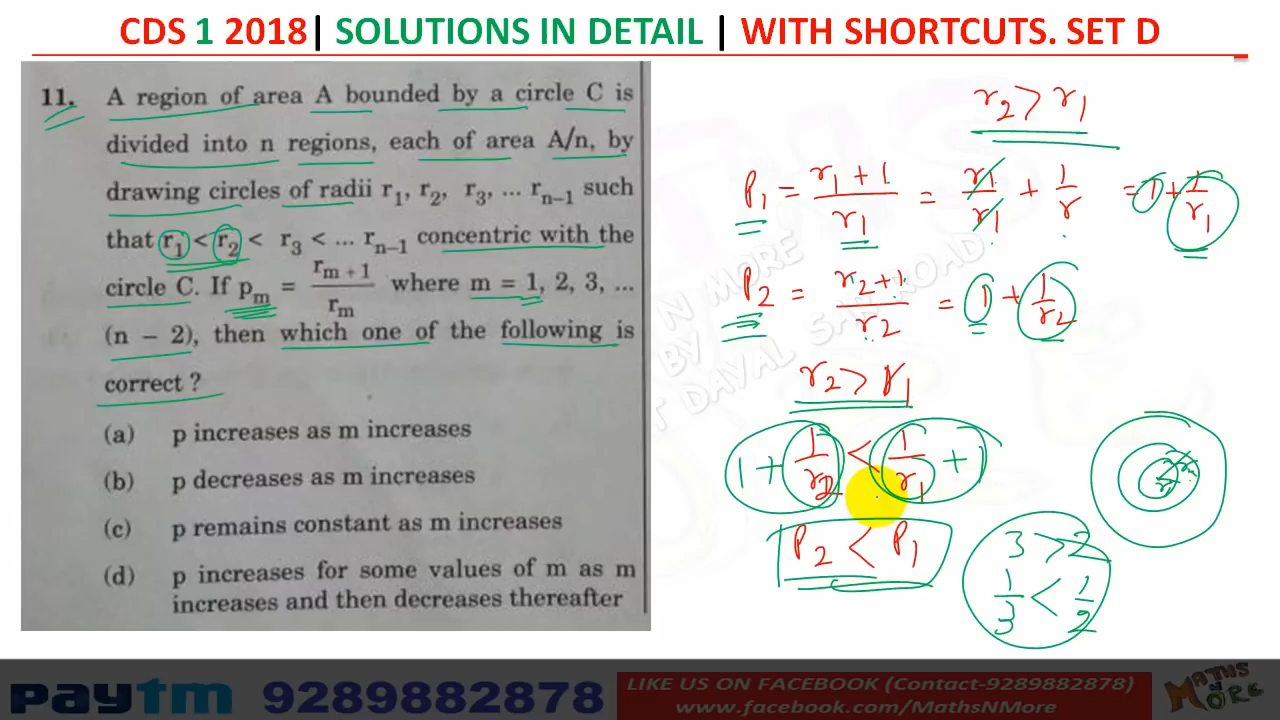 CDS 1 2018| SOLUTIONS IN DETAIL | WITH SHORTCUTS. SET D
11. A region of area A bounded by a circle C is
divided into n regions, each of area A/n, by
drawing circles of radii r₁, r₂, r₃, ... rₙ₋₁ such
that r₁ < r₂ < r₃ < ... rₙ₋₁ concentric with the
circle C. If pₘ = rₘ₊₁/rₘ where m = 1, 2, 3, ...
(n − 2), then which one of the following is
correct ?
(a) p increases as m increases
(b) p decreases as m increases
(c) p remains constant as m increases
(d) p increases for some values of m as m
increases and then decreases thereafter
r₂ > r₁
P₁ = r₁ + 1 / r₁ = r₁/r₁ + 1/r = 1 + 1/r₁
P₂ = r₂ + 1 / r₂ = 1 + 1/r₂
r₂ > r₁
1 + 1/r₂ < 1/r₁ + 1
P₂ < P₁
3 > 2
1/3 < 1/2
paytm 9289882878
LIKE US ON FACEBOOK (Contact-9289882878)
www.facebook.com/MathsNMore
MATHS N MORE